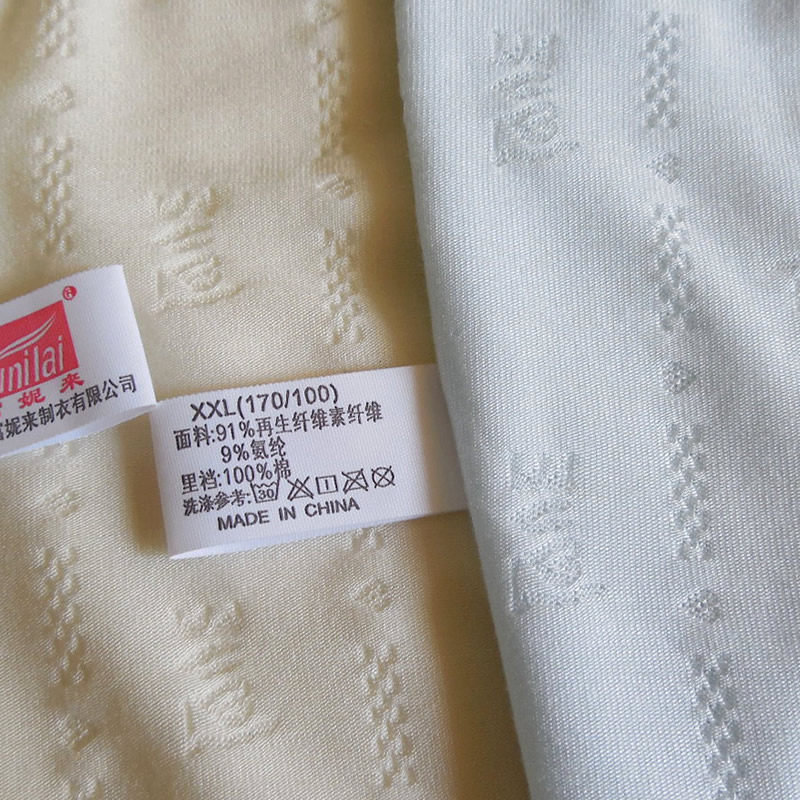 ®
unilai
妮来
妮来制衣有限公司
XXL(170/100)
面料:91%再生纤维素纤维
9%氨纶
里裆:100%棉
洗涤参考: 30
MADE IN CHINA